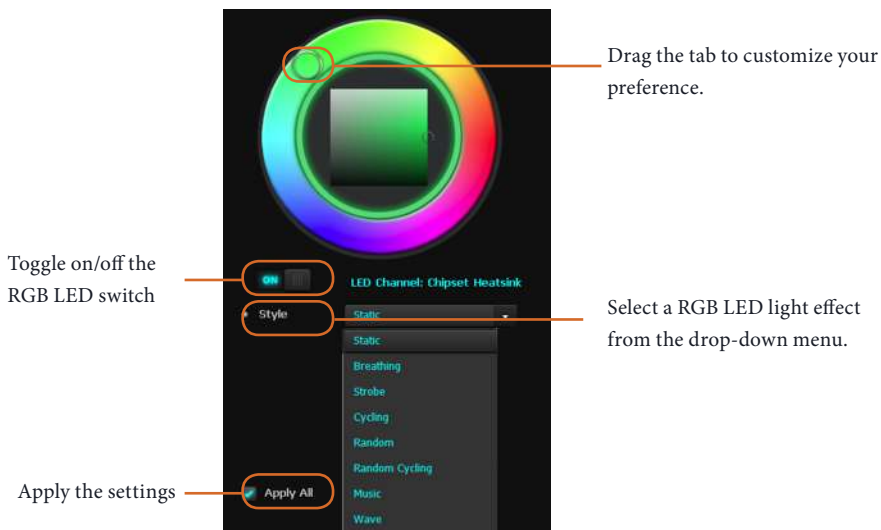 Drag the tab to customize your
preference.
Toggle on/off the
RGB LED switch
ON
LED Channel: Chipset Heatsink
Style
Static
Select a RGB LED light effect
from the drop-down menu.
Static
Breathing
Strobe
Cycling
Random
Random Cycling
Apply the settings
Apply All
Music
Wave